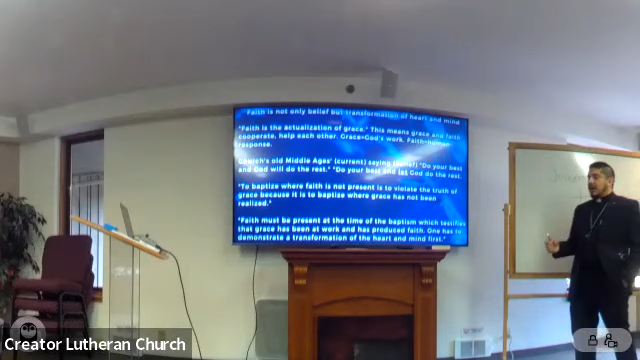 Faith is not only belief but transformation of heart and mind
"Faith is the actualization of grace." This means grace and faith
cooperate, help each other. Grace=God's work. Faith=human
response.
Church's old Middle Ages' (current) saying (belief) "Do your best
and God will do the rest." "Do your best and let God do the rest.
"To baptize where faith is not present is to violate the truth of
grace because it is to baptize where grace has not been
realized."
"Faith must be present at the time of the baptism which testifies
that grace has been at work and has produced faith. One has to
demonstrate a transformation of the heart and mind first."
Creator Lutheran Church